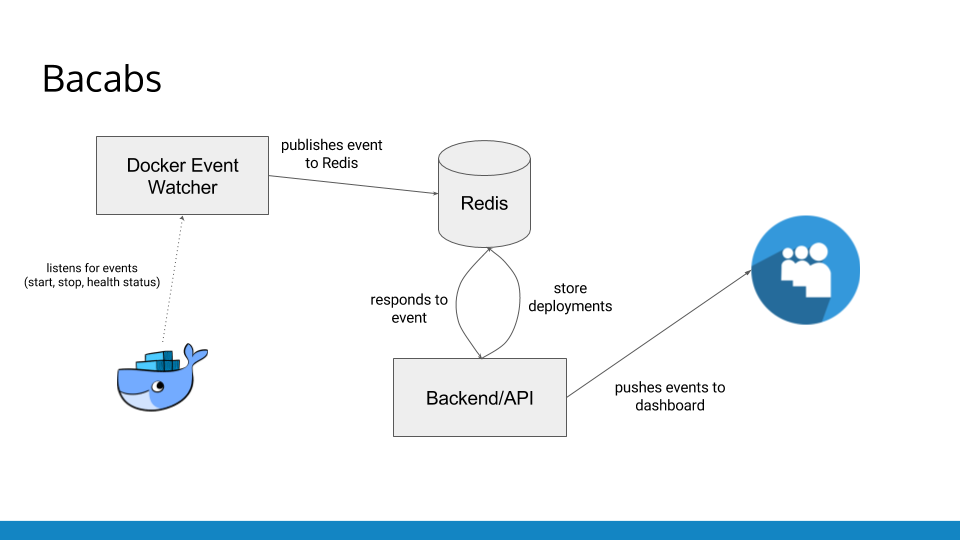 Bacabs
Docker Event
Watcher
publishes event
to Redis
Redis
listens for events
(start, stop, health status)
responds to
event
store
deployments
Backend/API
pushes events to
dashboard